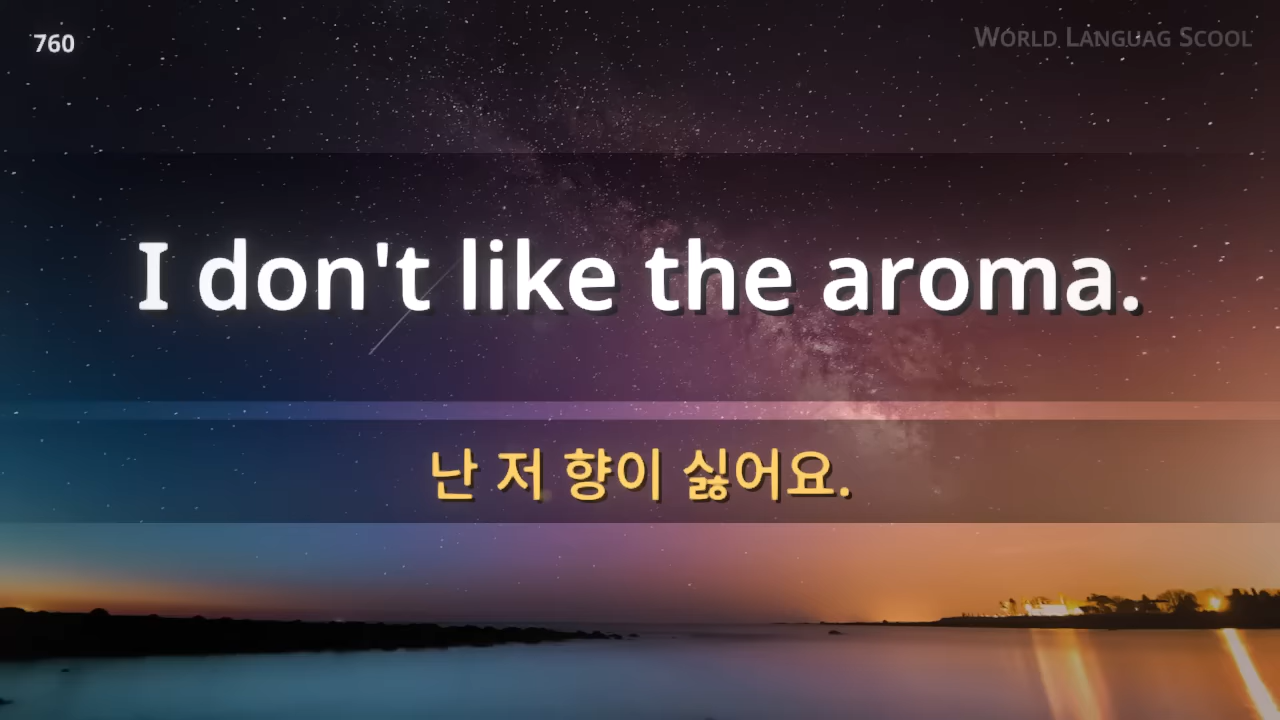 760
World Languag Scool
I don't like the aroma.
난 저 향이 싫어요.